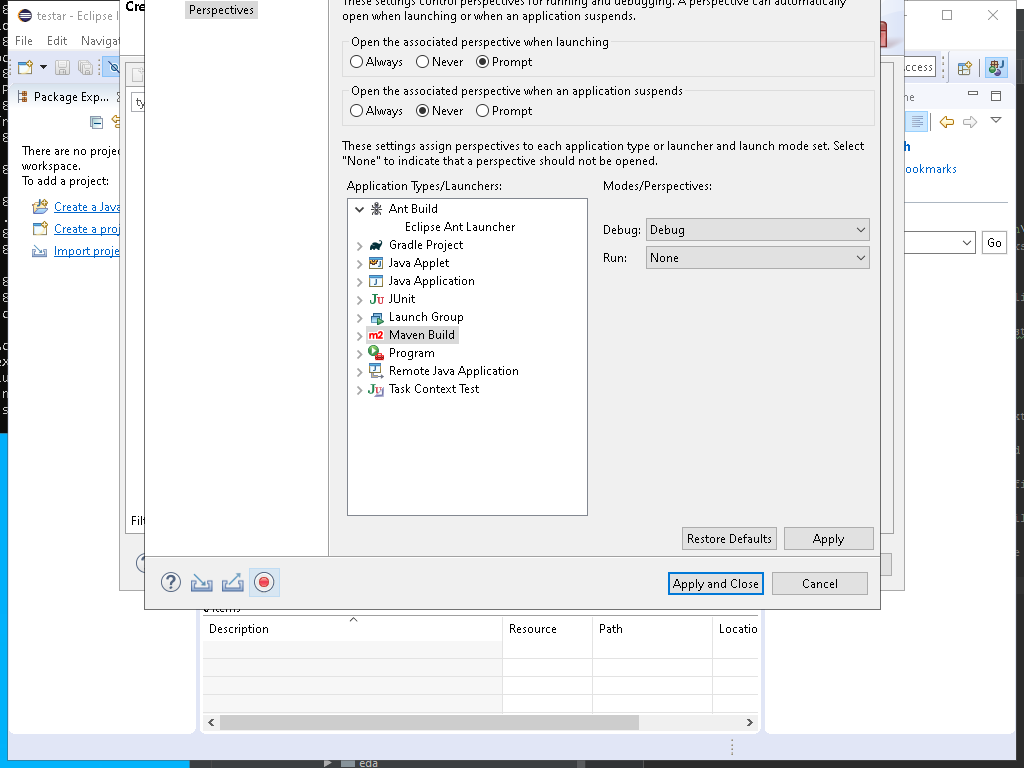 testar - Eclipse I
File Edit Navigat
Cre
Perspectives
These settings control perspectives for running and debugging. A perspective can automatically
open when launching or when an application suspends.
Open the associated perspective when launching
Always Never Prompt
Open the associated perspective when an application suspends
Always Never Prompt
These settings assign perspectives to each application type or launcher and launch mode set. Select
"None" to indicate that a perspective should not be opened.
Application Types/Launchers:
Modes/Perspectives:
Ant Build
Eclipse Ant Launcher
Gradle Project
Java Applet
Java Application
JUnit
Launch Group
Maven Build
Program
Remote Java Application
Task Context Test
Debug: Debug
Run: None
Restore Defaults Apply
Apply and Close Cancel
Package Exp...
ty
There are no proje
workspace.
To add a project:
Create a Java
Create a proj
Import proje
Filt
ccess
ookmarks
Go
Description Resource Path Locatio
eda